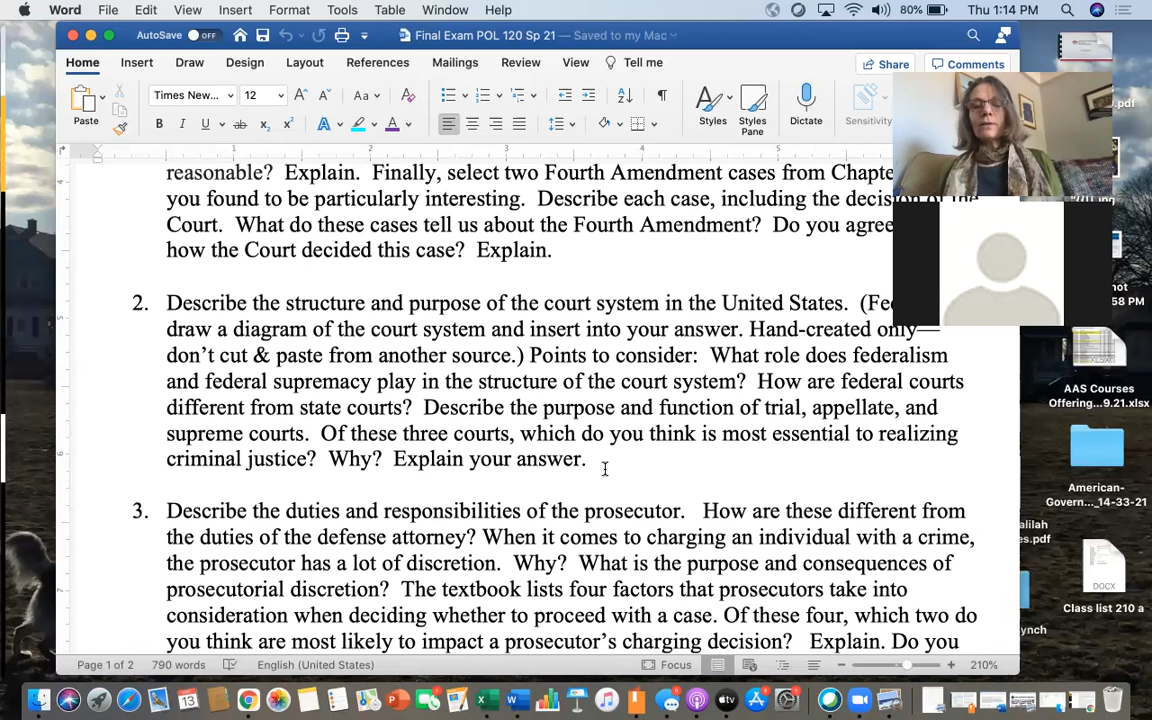 Word File Edit View Insert Format Tools Table Window Help 80% Thu 1:14 PM
AutoSave OFF Final Exam POL 120 Sp 21 — Saved to my Mac
Home Insert Draw Design Layout References Mailings Review View Tell me Share Comments
Paste Times New... 12 Styles Styles Pane Dictate Sensitivity
reasonable? Explain. Finally, select two Fourth Amendment cases from
you found to be particularly interesting. Describe each case, including the decision of the
Court. What do these cases tell us about the Fourth Amendment? Do you agree
how the Court decided this case? Explain.
2. Describe the structure and purpose of the court system in the United States.
draw a diagram of the court system and insert into your answer. Hand-created only—
don't cut & paste from another source.) Points to consider: What role does federalism
and federal supremacy play in the structure of the court system? How are federal courts
different from state courts? Describe the purpose and function of trial, appellate, and
supreme courts. Of these three courts, which do you think is most essential to realizing
criminal justice? Why? Explain your answer.
3. Describe the duties and responsibilities of the prosecutor. How are these different from
the duties of the defense attorney? When it comes to charging an individual with a crime,
the prosecutor has a lot of discretion. Why? What is the purpose and consequences of
prosecutorial discretion? The textbook lists four factors that prosecutors take into
consideration when deciding whether to proceed with a case. Of these four, which two do
you think are most likely to impact a prosecutor's charging decision? Explain. Do you
Page 1 of 2 790 words English (United States) Focus 210%
.pdf
58 PM
XLSX
AAS Courses
Offering...9.21.xlsx
American-
Govern..._14-33-21
DOCX
Class list 210 a